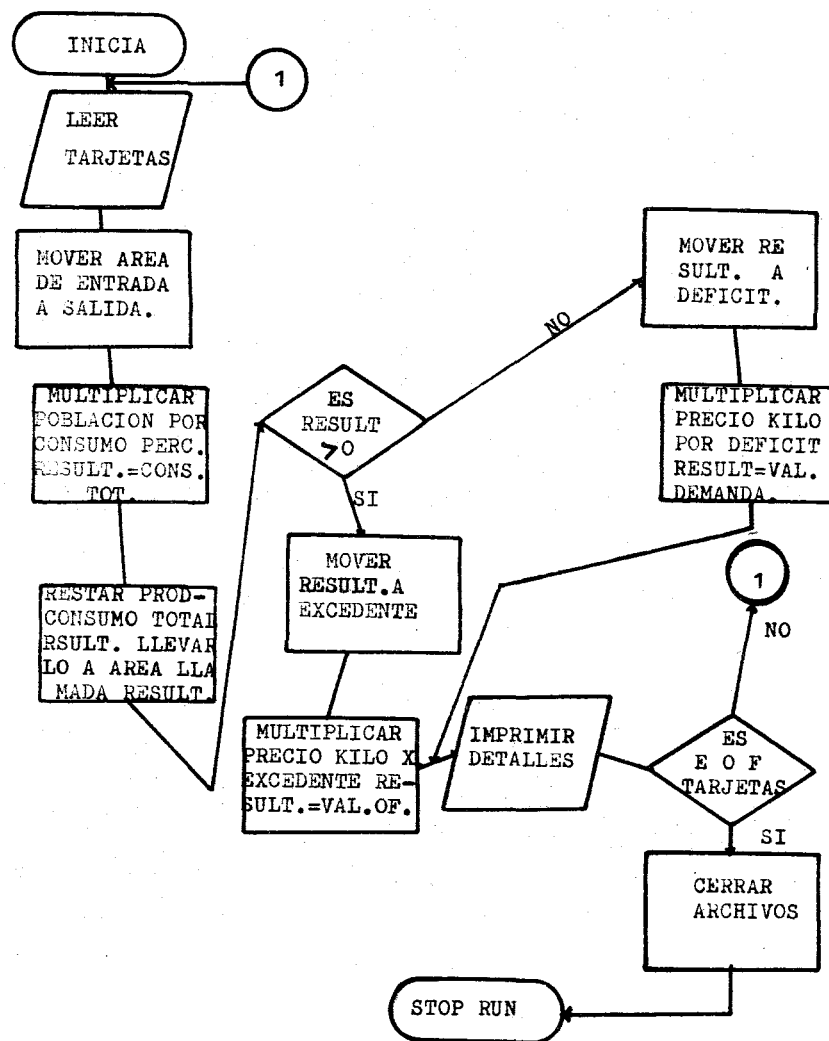 INICIA
1
LEER
TARJETAS
MOVER AREA
DE ENTRADA
A SALIDA.
MULTIPLICAR
POBLACION POR
CONSUMO PERC.
RESULT.=CONS.
TOT.
RESTAR PROD-
CONSUMO TOTAL
RSULT. LLEVAR
LO A AREA LLA
MADA RESULT.
ES
RESULT
>0
NO
SI
MOVER
RESULT.A
EXCEDENTE
MULTIPLICAR
PRECIO KILO X
EXCEDENTE RE-
SULT.=VAL.OF.
MOVER RE
SULT. A
DEFICIT.
MULTIPLICAR
PRECIO KILO
POR DEFICIT
RESULT=VAL.
DEMANDA.
IMPRIMIR
DETALLES
ES
E O F
TARJETAS
NO
1
SI
CERRAR
ARCHIVOS
STOP RUN